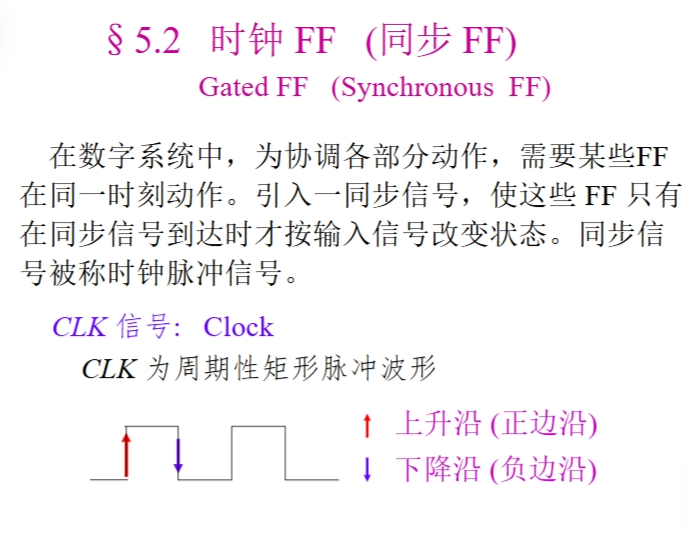 § 5.2 时钟 FF (同步 FF)
Gated FF (Synchronous FF)
在数字系统中，为协调各部分动作，需要某些FF
在同一时刻动作。引入一同步信号，使这些 FF 只有
在同步信号到达时才按输入信号改变状态。同步信
号被称时钟脉冲信号。
CLK 信号: Clock
CLK 为周期性矩形脉冲波形
↑ 上升沿 (正边沿)
↓ 下降沿 (负边沿)